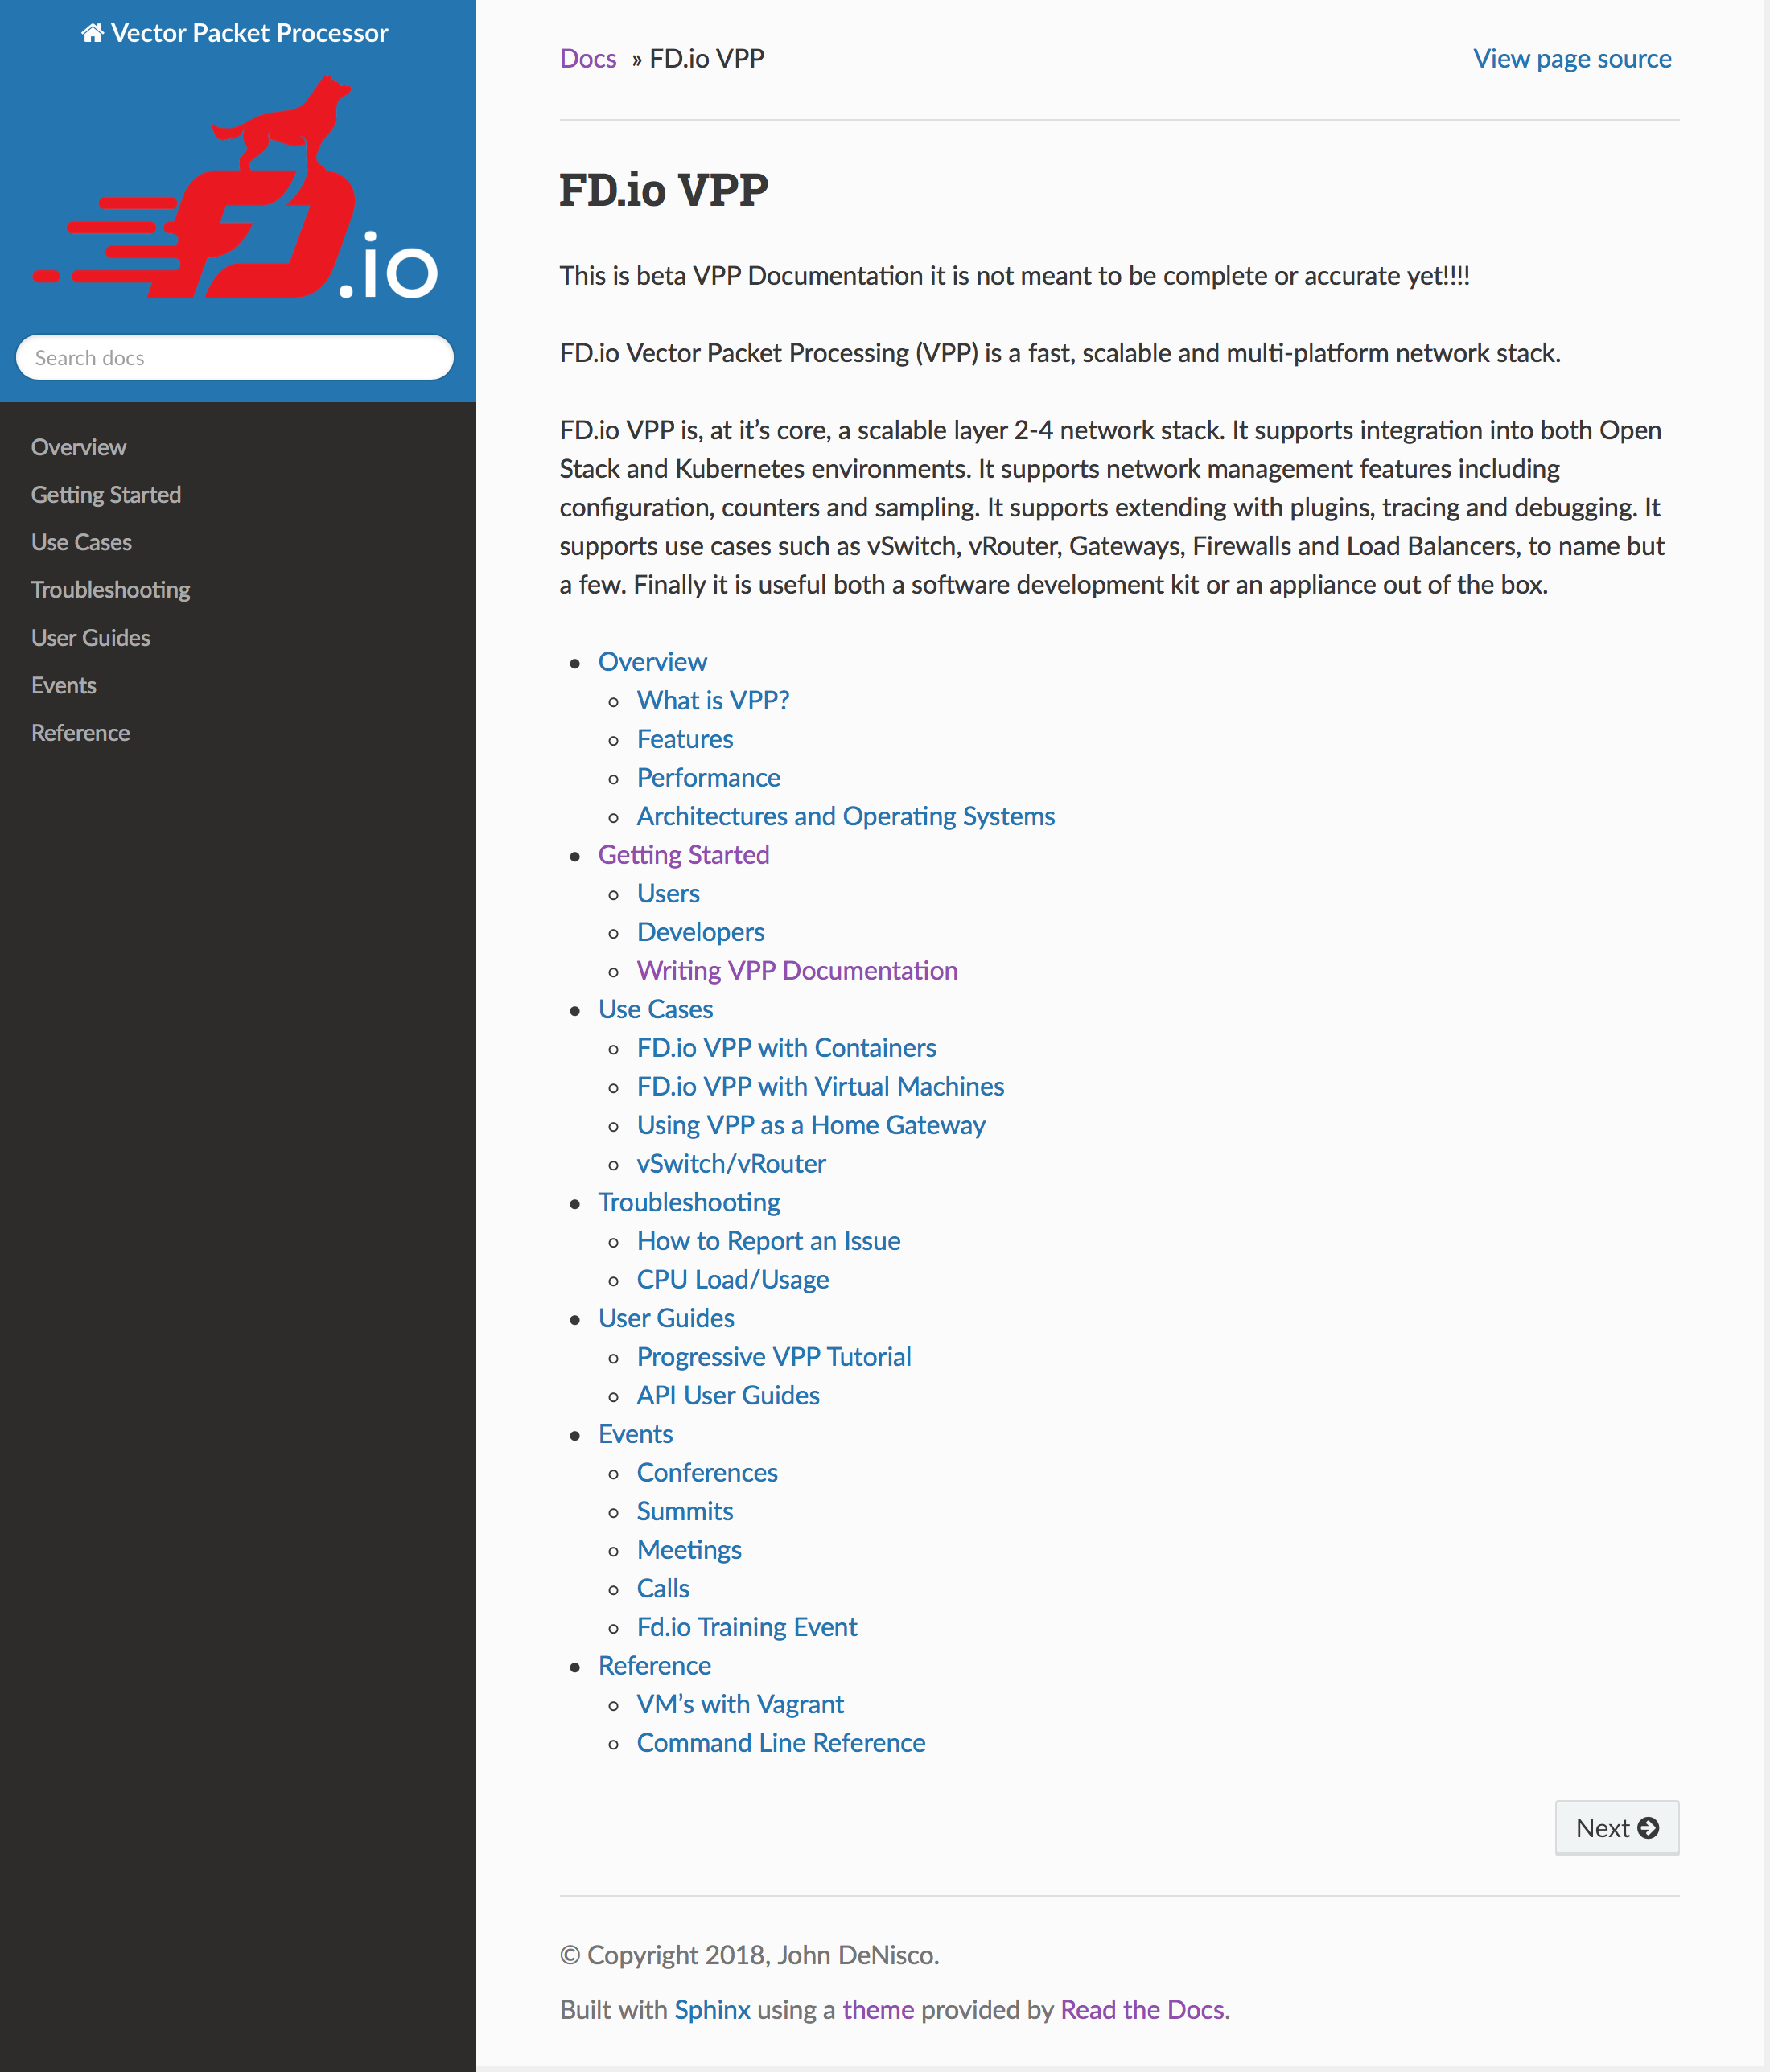 Vector Packet Processor
FD.io
Search docs
Overview
Getting Started
Use Cases
Troubleshooting
User Guides
Events
Reference
Docs » FD.io VPP
View page source
FD.io VPP
This is beta VPP Documentation it is not meant to be complete or accurate yet!!!!
FD.io Vector Packet Processing (VPP) is a fast, scalable and multi-platform network stack.
FD.io VPP is, at it’s core, a scalable layer 2-4 network stack. It supports integration into both Open
Stack and Kubernetes environments. It supports network management features including
configuration, counters and sampling. It supports extending with plugins, tracing and debugging. It
supports use cases such as vSwitch, vRouter, Gateways, Firewalls and Load Balancers, to name but
a few. Finally it is useful both a software development kit or an appliance out of the box.
Overview
What is VPP?
Features
Performance
Architectures and Operating Systems
Getting Started
Users
Developers
Writing VPP Documentation
Use Cases
FD.io VPP with Containers
FD.io VPP with Virtual Machines
Using VPP as a Home Gateway
vSwitch/vRouter
Troubleshooting
How to Report an Issue
CPU Load/Usage
User Guides
Progressive VPP Tutorial
API User Guides
Events
Conferences
Summits
Meetings
Calls
Fd.io Training Event
Reference
VM’s with Vagrant
Command Line Reference
Next
© Copyright 2018, John DeNisco.
Built with Sphinx using a theme provided by Read the Docs.